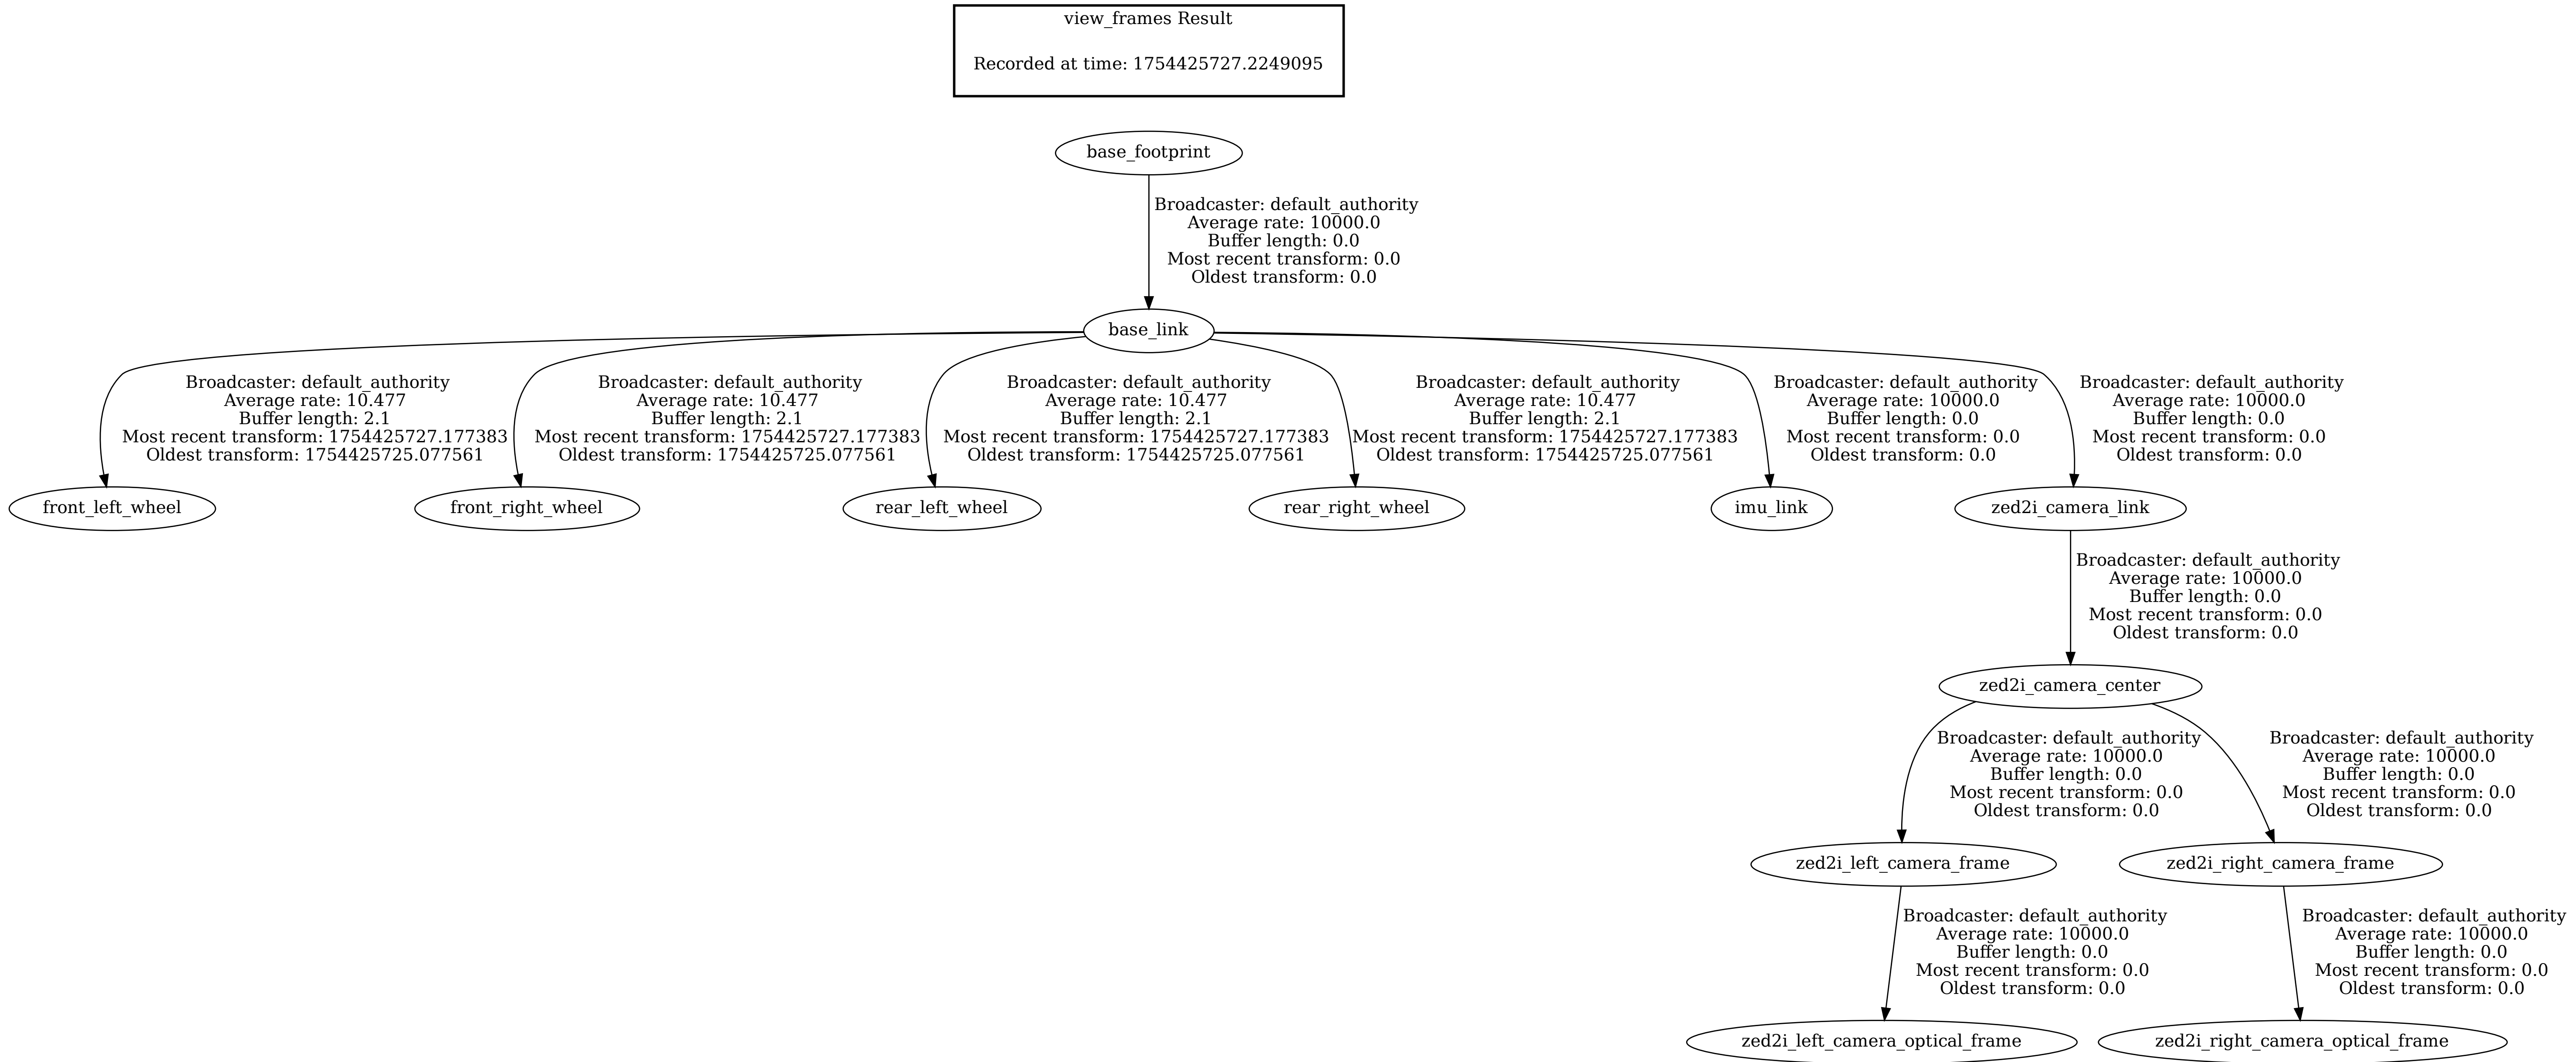 view_frames Result
Recorded at time: 1754425727.2249095
base_footprint
Broadcaster: default_authority
Average rate: 10000.0
Buffer length: 0.0
Most recent transform: 0.0
Oldest transform: 0.0
base_link
Broadcaster: default_authority
Average rate: 10.477
Buffer length: 2.1
Most recent transform: 1754425727.177383
Oldest transform: 1754425725.077561
Broadcaster: default_authority
Average rate: 10.477
Buffer length: 2.1
Most recent transform: 1754425727.177383
Oldest transform: 1754425725.077561
Broadcaster: default_authority
Average rate: 10.477
Buffer length: 2.1
Most recent transform: 1754425727.177383
Oldest transform: 1754425725.077561
Broadcaster: default_authority
Average rate: 10.477
Buffer length: 2.1
Most recent transform: 1754425727.177383
Oldest transform: 1754425725.077561
Broadcaster: default_authority
Average rate: 10000.0
Buffer length: 0.0
Most recent transform: 0.0
Oldest transform: 0.0
Broadcaster: default_authority
Average rate: 10000.0
Buffer length: 0.0
Most recent transform: 0.0
Oldest transform: 0.0
front_left_wheel
front_right_wheel
rear_left_wheel
rear_right_wheel
imu_link
zed2i_camera_link
Broadcaster: default_authority
Average rate: 10000.0
Buffer length: 0.0
Most recent transform: 0.0
Oldest transform: 0.0
zed2i_camera_center
Broadcaster: default_authority
Average rate: 10000.0
Buffer length: 0.0
Most recent transform: 0.0
Oldest transform: 0.0
Broadcaster: default_authority
Average rate: 10000.0
Buffer length: 0.0
Most recent transform: 0.0
Oldest transform: 0.0
zed2i_left_camera_frame
zed2i_right_camera_frame
Broadcaster: default_authority
Average rate: 10000.0
Buffer length: 0.0
Most recent transform: 0.0
Oldest transform: 0.0
Broadcaster: default_authority
Average rate: 10000.0
Buffer length: 0.0
Most recent transform: 0.0
Oldest transform: 0.0
zed2i_left_camera_optical_frame
zed2i_right_camera_optical_frame